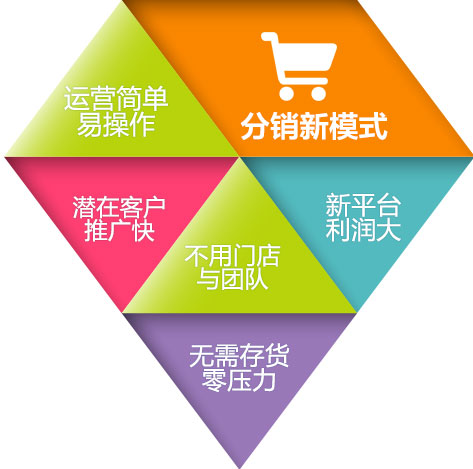 运营简单
易操作
分销新模式
潜在客户
推广快
不用门店
与团队
新平台
利润大
无需存货
零压力